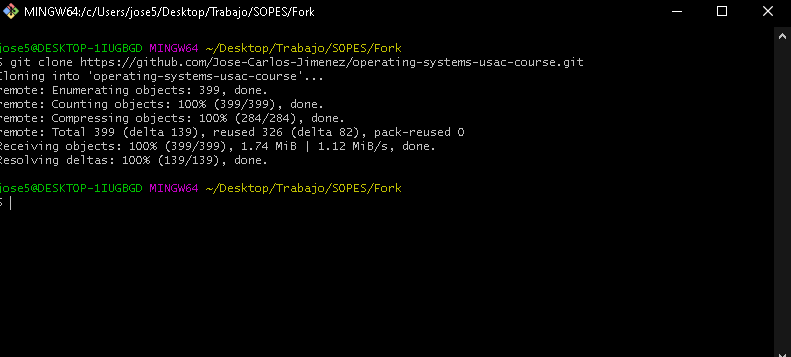 MINGW64:/c/Users/jose5/Desktop/Trabajo/SOPES/Fork
jose5@DESKTOP-1IUGBGD MINGW64 ~/Desktop/Trabajo/SOPES/Fork
$ git clone https://github.com/Jose-Carlos-Jimenez/operating-systems-usac-course.git
Cloning into 'operating-systems-usac-course'...
remote: Enumerating objects: 399, done.
remote: Counting objects: 100% (399/399), done.
remote: Compressing objects: 100% (284/284), done.
remote: Total 399 (delta 139), reused 326 (delta 82), pack-reused 0
Receiving objects: 100% (399/399), 1.74 MiB | 1.12 MiB/s, done.
Resolving deltas: 100% (139/139), done.
jose5@DESKTOP-1IUGBGD MINGW64 ~/Desktop/Trabajo/SOPES/Fork
$